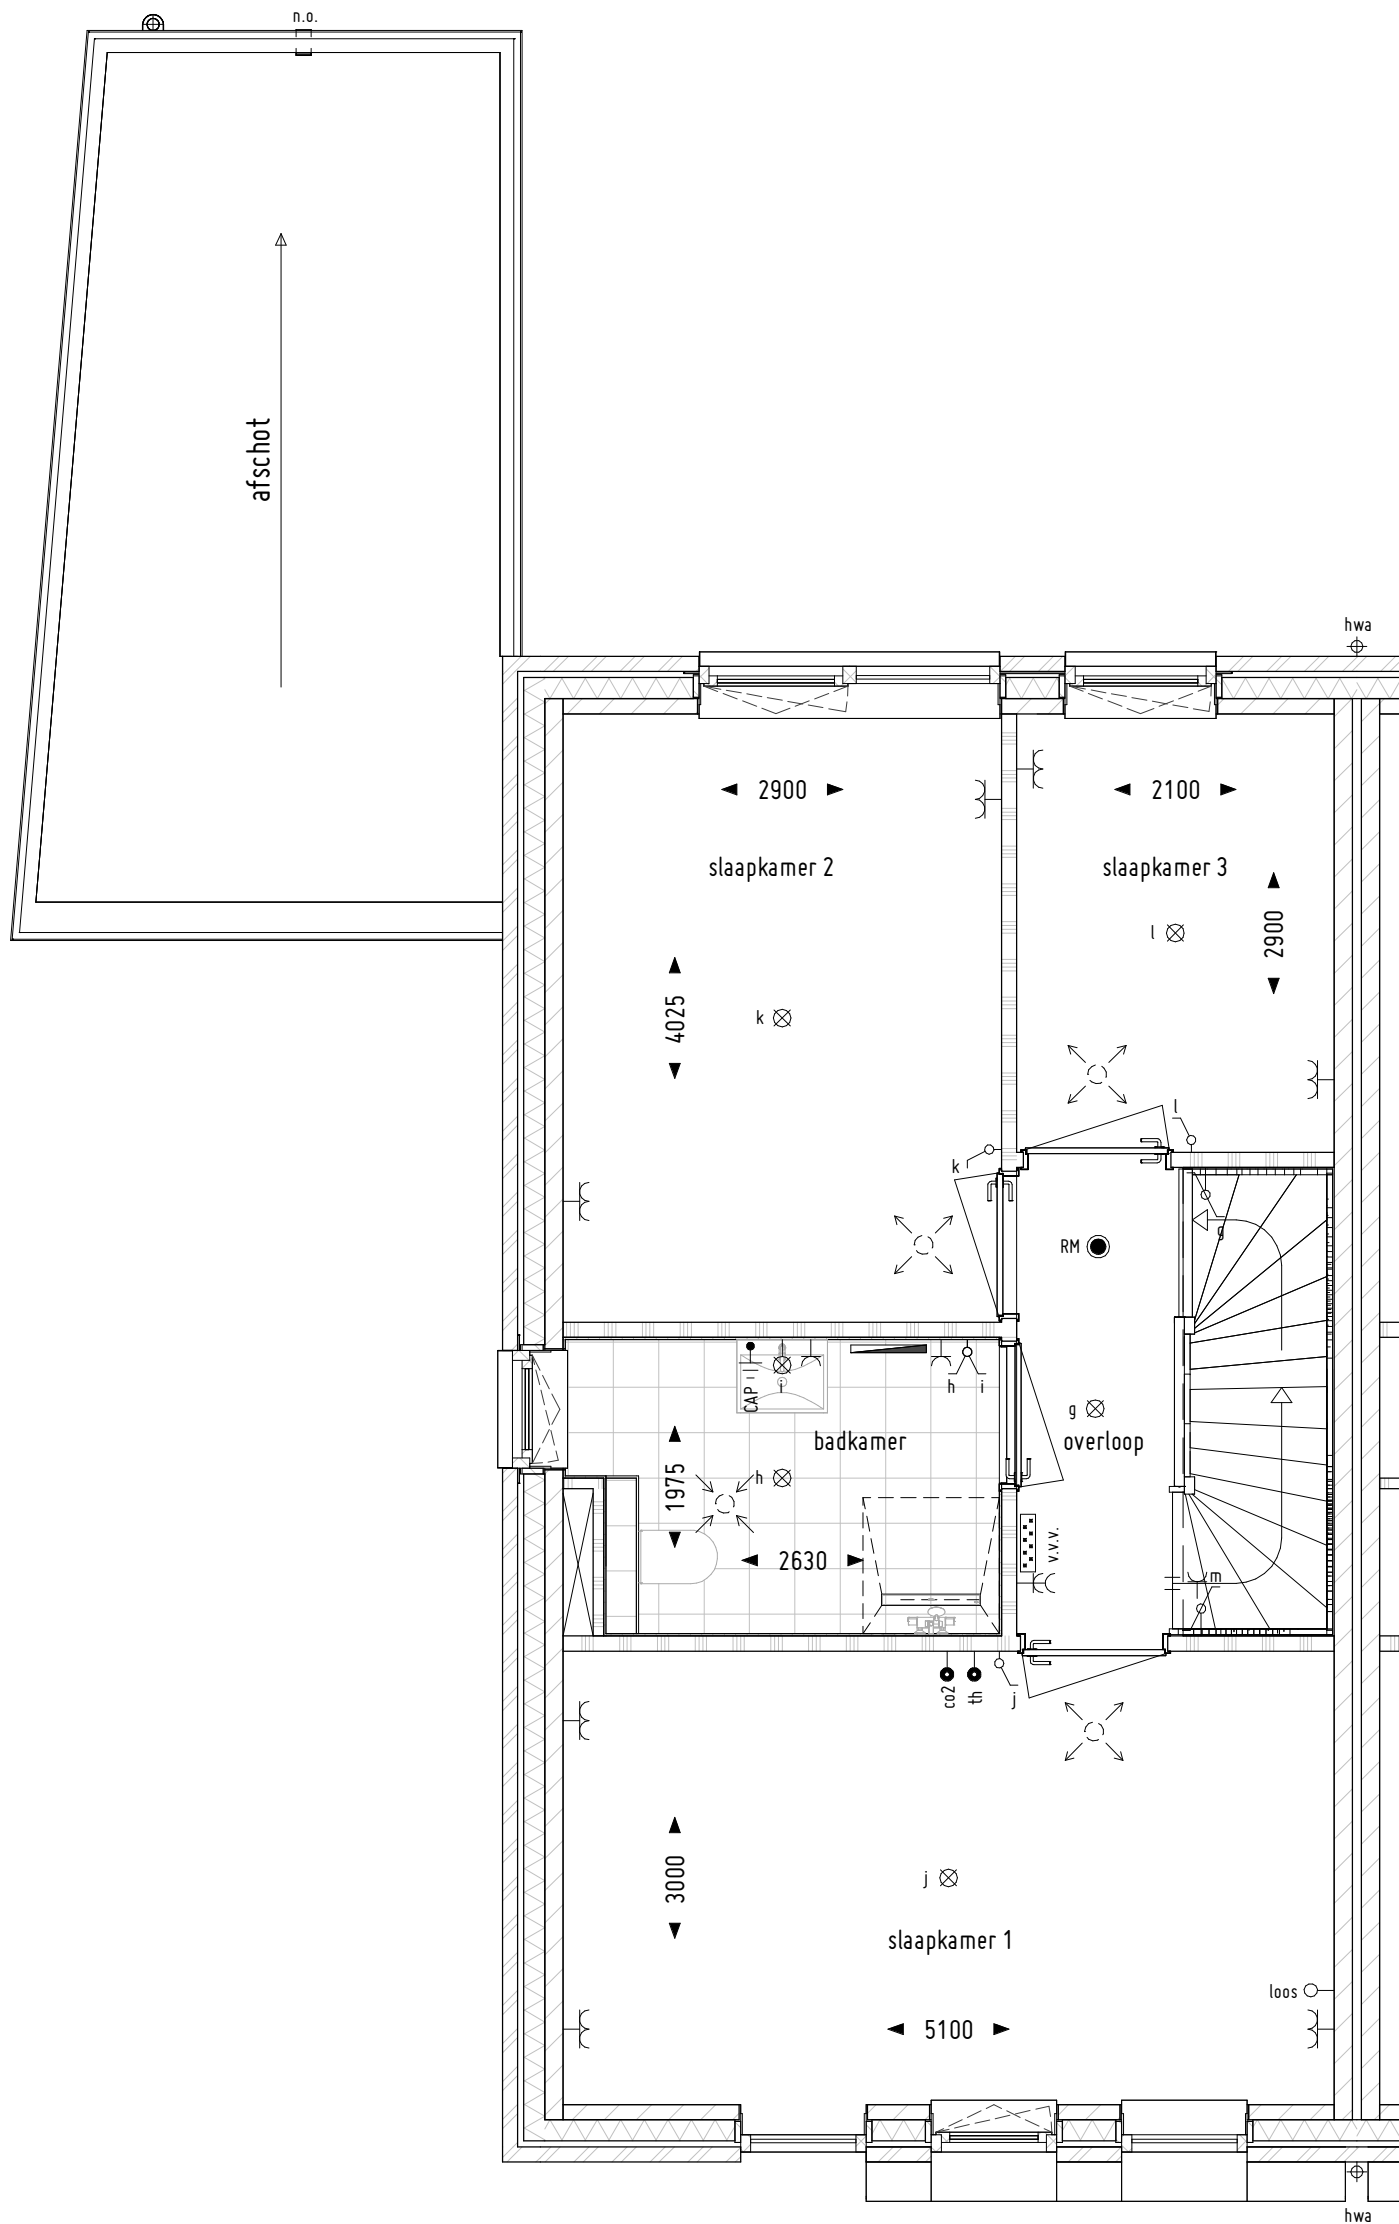 n.o.
afschot
hwa
2900
2100
slaapkamer 2
slaapkamer 3
l
2900
4025
k
l
k
g
RM
CAP
i
h
i
g
badkamer
overloop
h
1975
2630
v.v.v.
m
co2
th
j
3000
j
slaapkamer 1
loos
5100
hwa